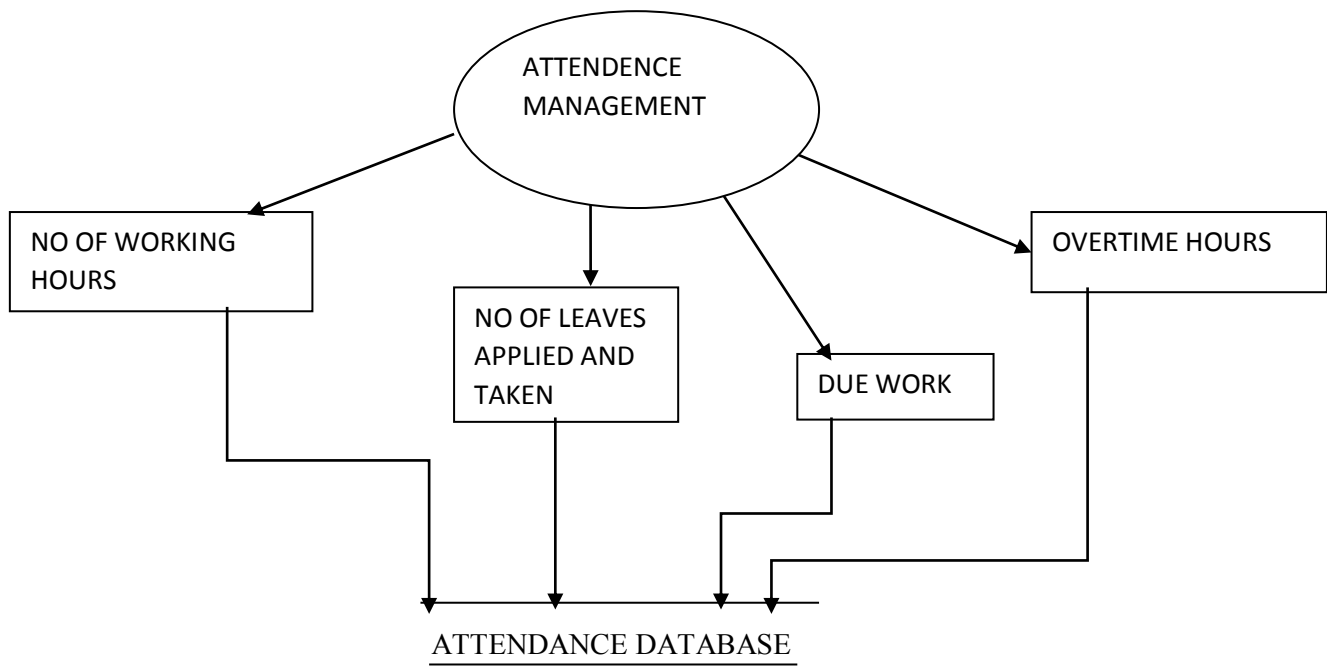 ATTENDENCE
MANAGEMENT
NO OF WORKING
HOURS
OVERTIME HOURS
NO OF LEAVES
APPLIED AND
TAKEN
DUE WORK
ATTENDANCE DATABASE